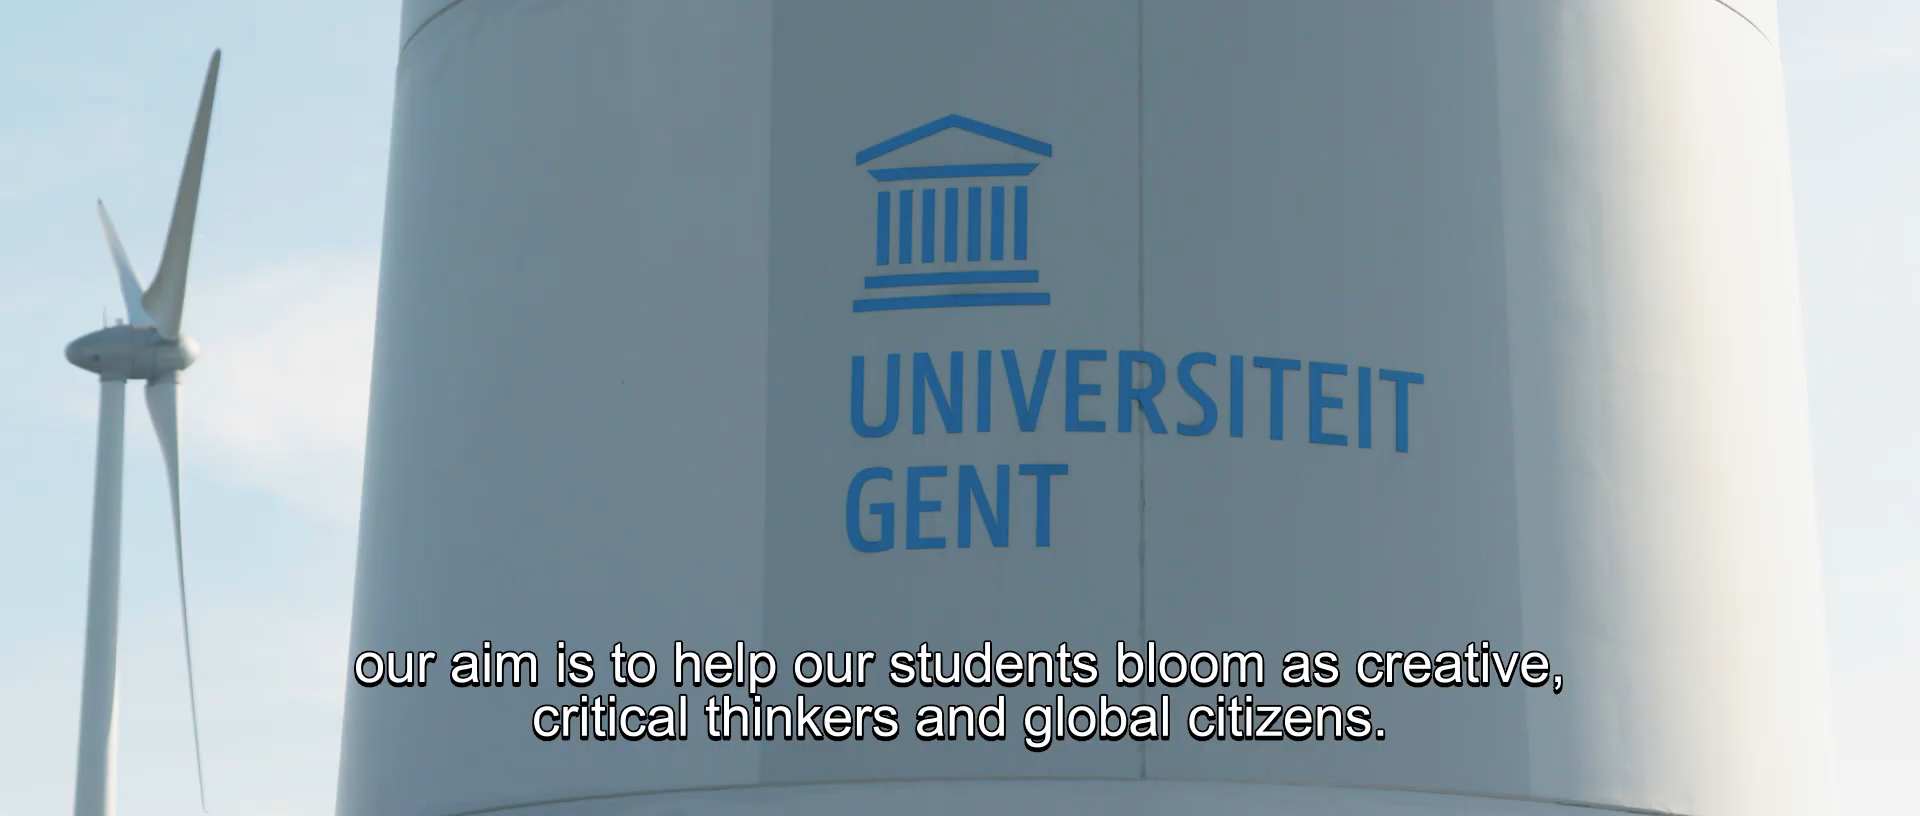 UNIVERSITEIT
GENT
our aim is to help our students bloom as creative,
critical thinkers and global citizens.